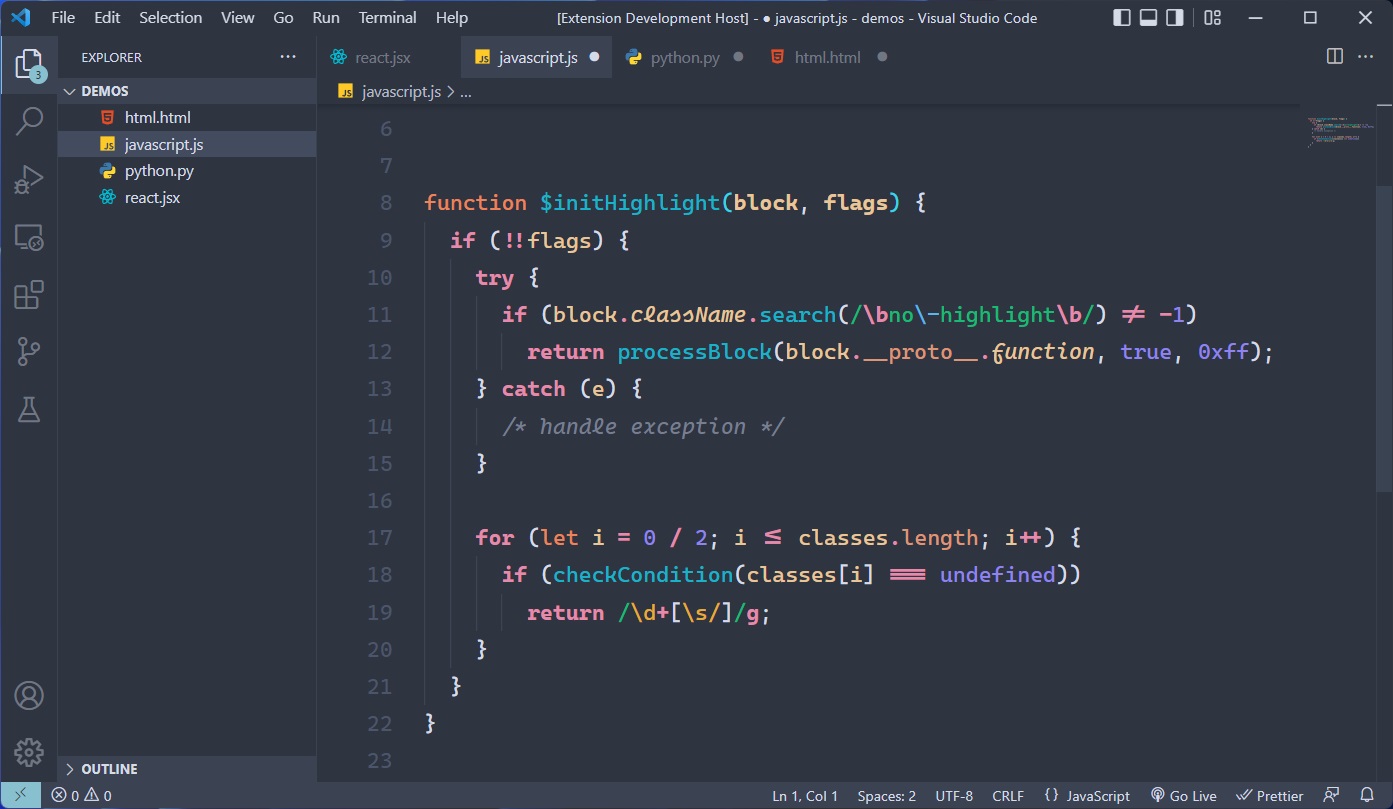 File Edit Selection View Go Run Terminal Help [Extension Development Host] - ● javascript.js - demos - Visual Studio Code
EXPLORER ···
react.jsx
JS javascript.js
python.py
html.html
3
DEMOS
JS javascript.js > ...
html.html
JS javascript.js
python.py
react.jsx
6
7
8 function $initHighlight(block, flags) {
9 if (!!flags) {
10 try {
11 if (block.className.search(/\bno\-highlight\b/) ≠ -1)
12 return processBlock(block.__proto__.function, true, 0xff);
13 } catch (e) {
14 /* handle exception */
15 }
16
17 for (let i = 0 / 2; i ≤ classes.length; i++) {
18 if (checkCondition(classes[i] === undefined))
19 return /\d+[\s/]/g;
20 }
21 }
22 }
23
OUTLINE
0 0 Ln 1, Col 1 Spaces: 2 UTF-8 CRLF {} JavaScript Go Live Prettier